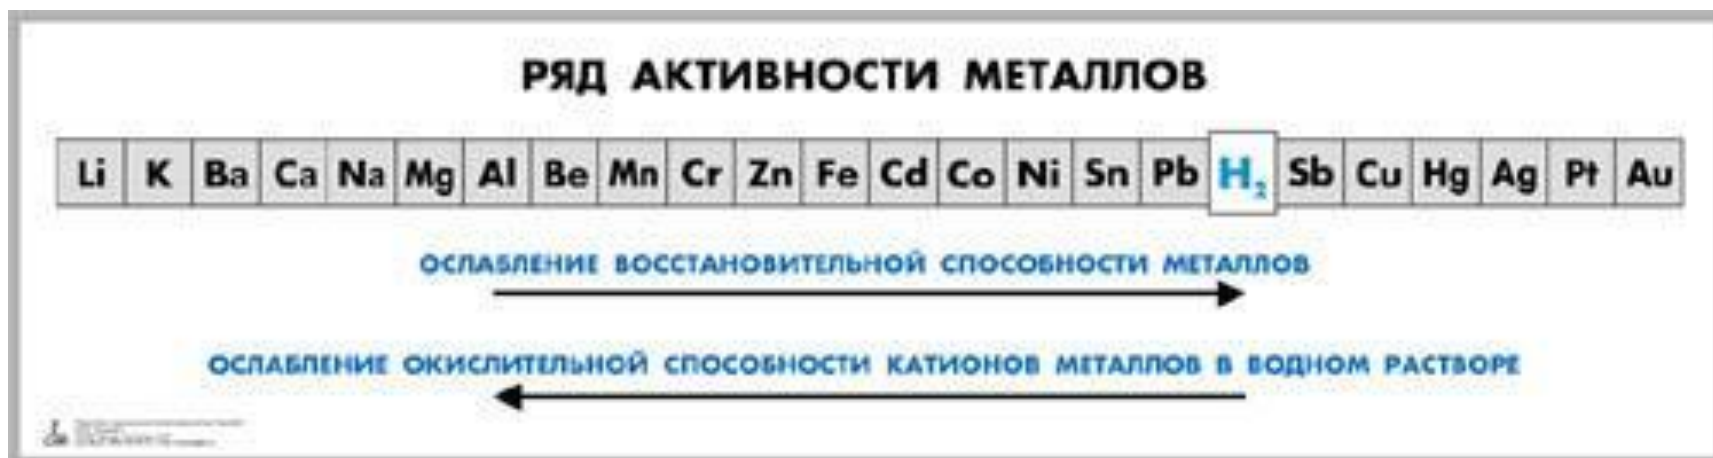 РЯД АКТИВНОСТИ МЕТАЛЛОВ
Li K Ba Ca Na Mg Al Be Mn Cr Zn Fe Cd Co Ni Sn Pb H₂ Sb Cu Hg Ag Pt Au
ОСЛАБЛЕНИЕ ВОССТАНОВИТЕЛЬНОЙ СПОСОБНОСТИ МЕТАЛЛОВ
ОСЛАБЛЕНИЕ ОКИСЛИТЕЛЬНОЙ СПОСОБНОСТИ КАТИОНОВ МЕТАЛЛОВ В ВОДНОМ РАСТВОРЕ